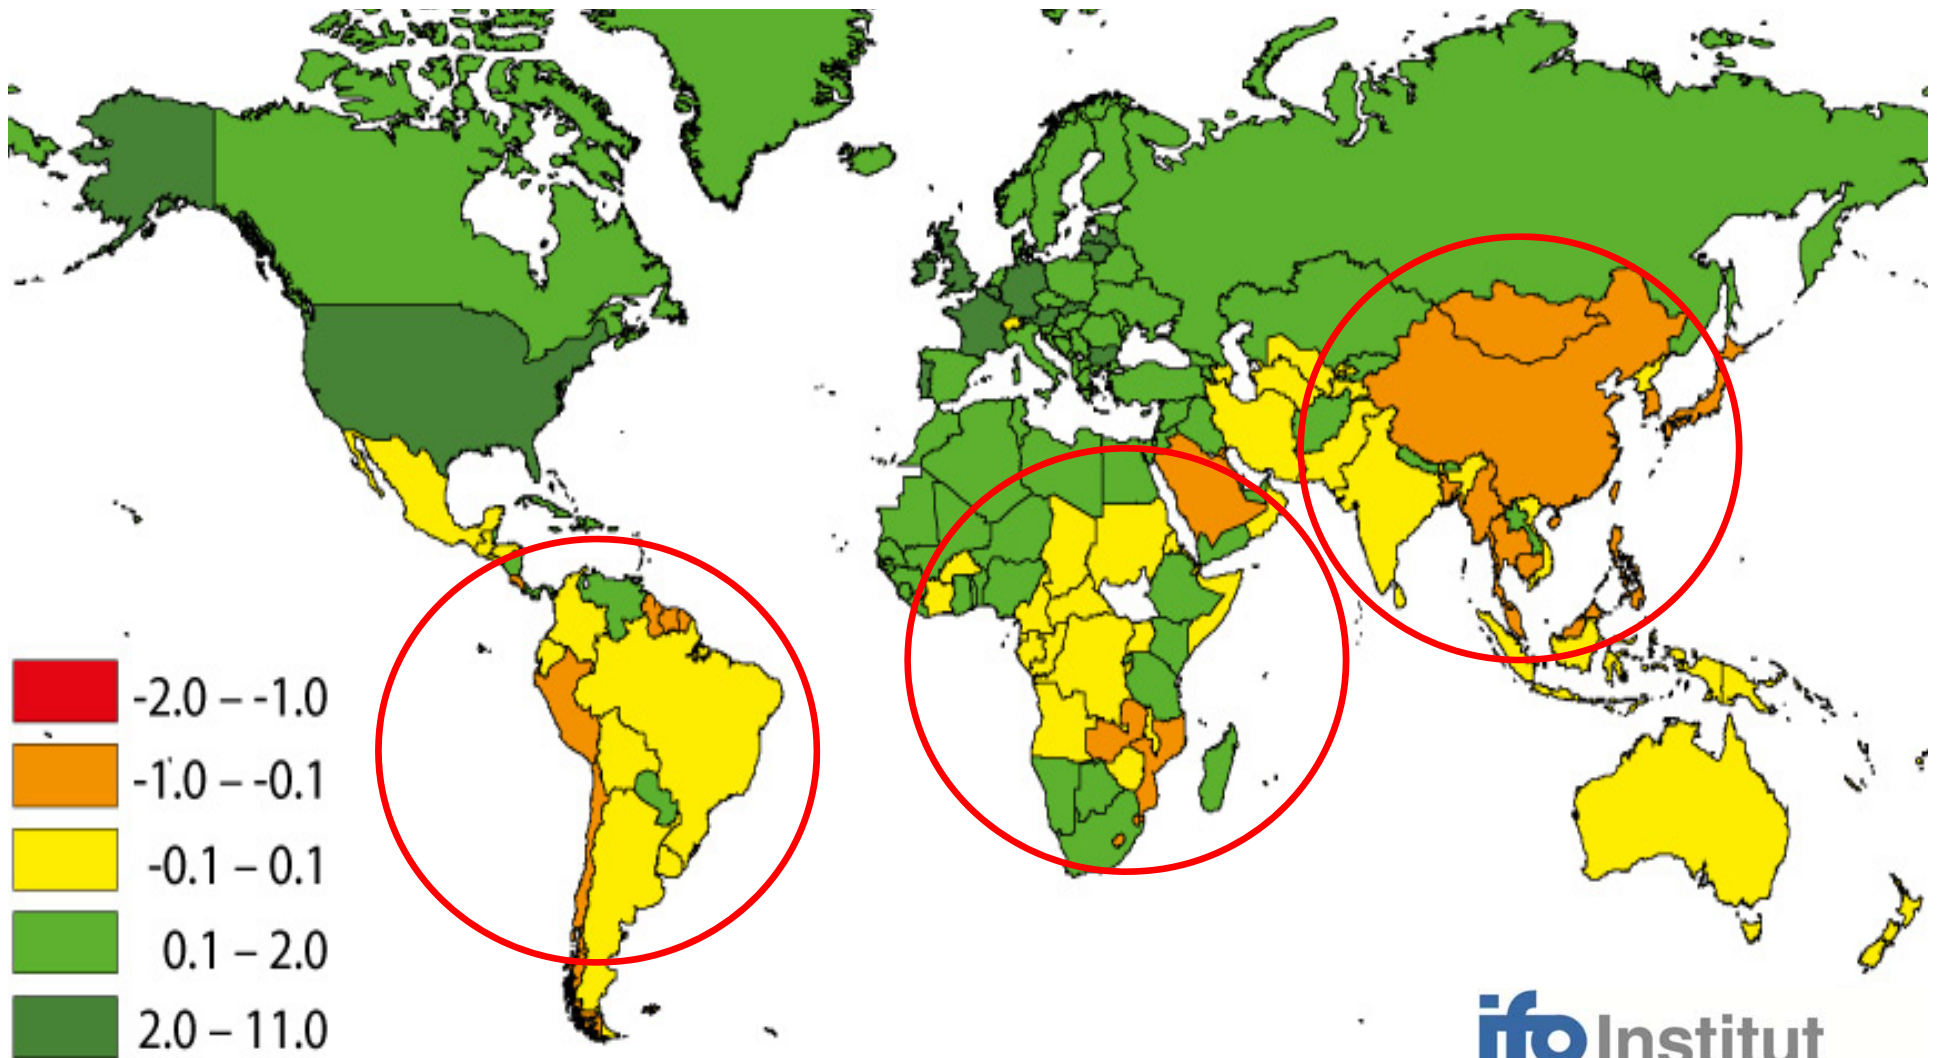 -2.0 – -1.0
-1.0 – -0.1
-0.1 – 0.1
0.1 – 2.0
2.0 – 11.0
ifo Institut